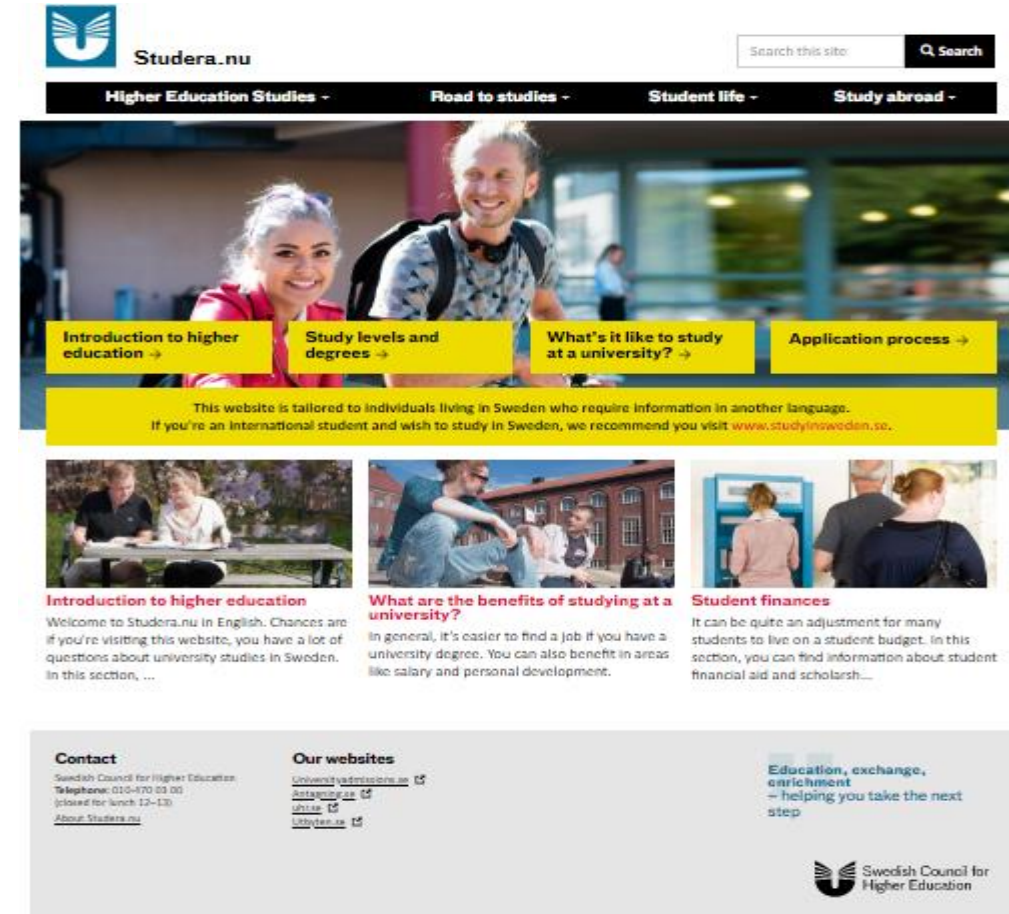 Studera.nu
Search this site
Search
Higher Education Studies
Road to studies
Student life
Study abroad
Introduction to higher
education →
Study levels and
degrees →
What's it like to study
at a university? →
Application process →
This website is tailored to individuals living in Sweden who require information in another language.
If you're an international student and wish to study in Sweden, we recommend you visit www.studyinsweden.se.
Introduction to higher education
Welcome to Studera.nu in English. Chances are
if you're visiting this website, you have a lot of
questions about university studies in Sweden.
In this section, ...
What are the benefits of studying at a
university?
In general, it's easier to find a job if you have a
university degree. You can also benefit in areas
like salary and personal development.
Student finances
It can be quite an adjustment for many
students to live on a student budget. In this
section, you can find information about student
financial aid and scholarsh...
Contact
Swedish Council for Higher Education
Telephone: 010-470 03 00
(closed for lunch 12–13)
About Studera.nu
Our websites
Universityadmissions.se
Antagning.se
uhr.se
Utbyten.se
Education, exchange,
enrichment
– helping you take the next
step
Swedish Council for
Higher Education